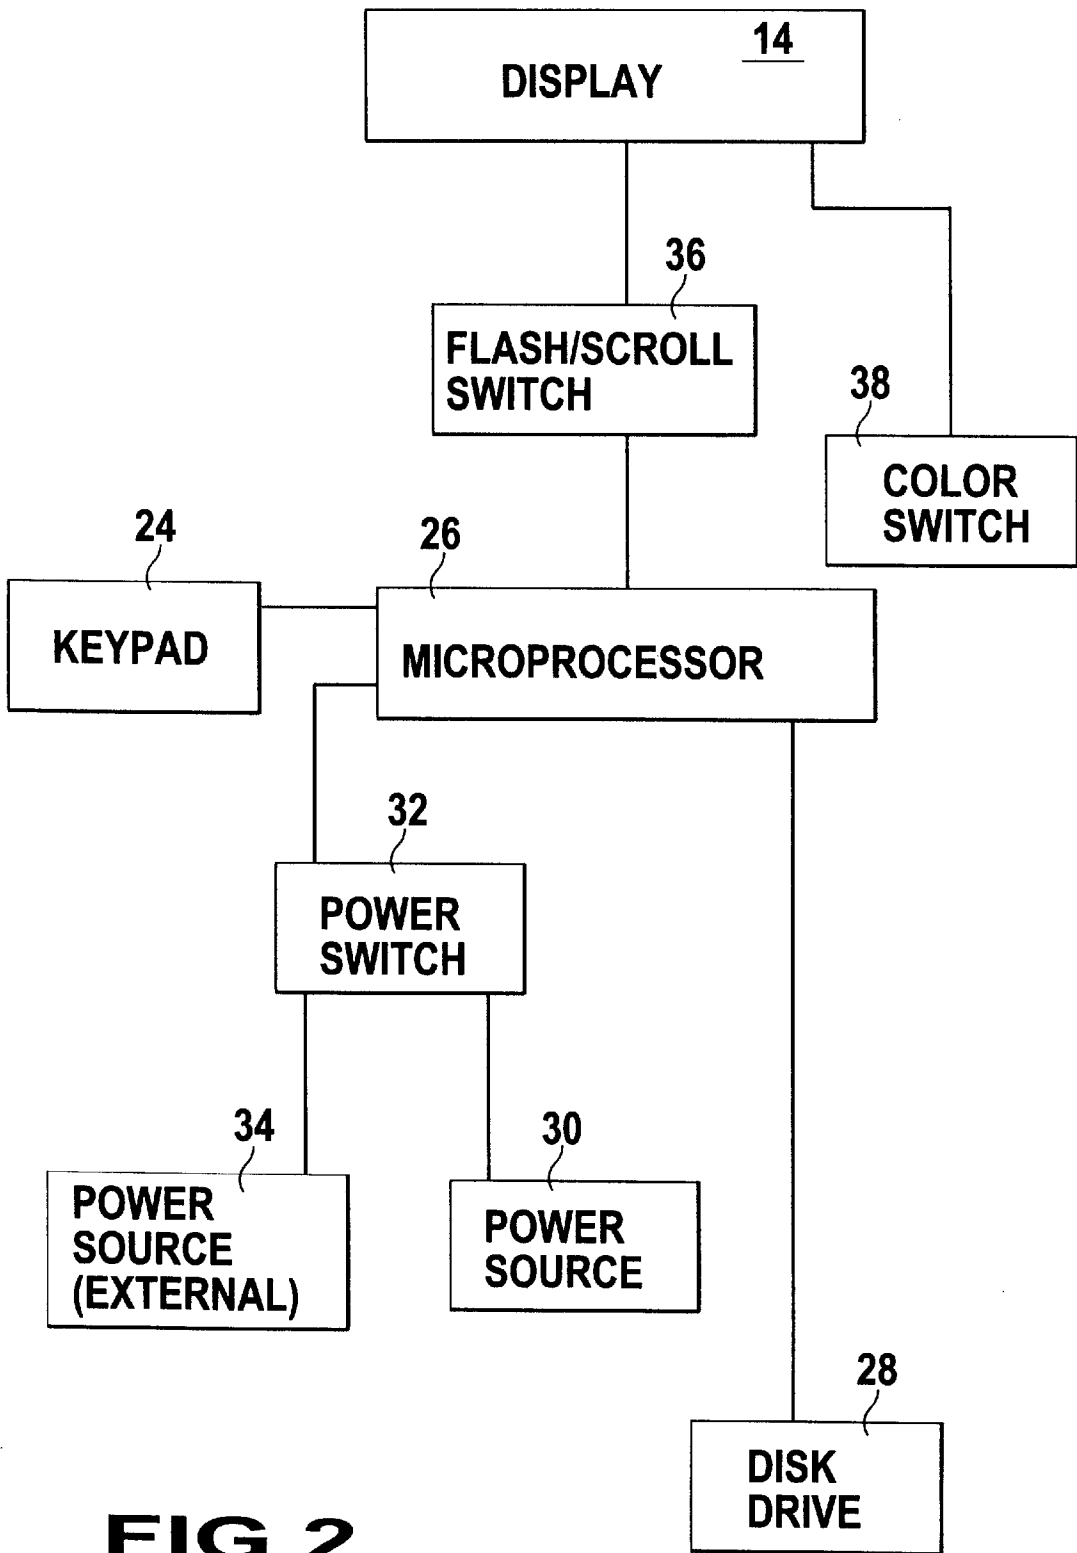 14
DISPLAY
36
FLASH/SCROLL
SWITCH
38
COLOR
SWITCH
24
KEYPAD
26
MICROPROCESSOR
32
POWER
SWITCH
34
POWER
SOURCE
(EXTERNAL)
30
POWER
SOURCE
28
DISK
DRIVE
FIG 2